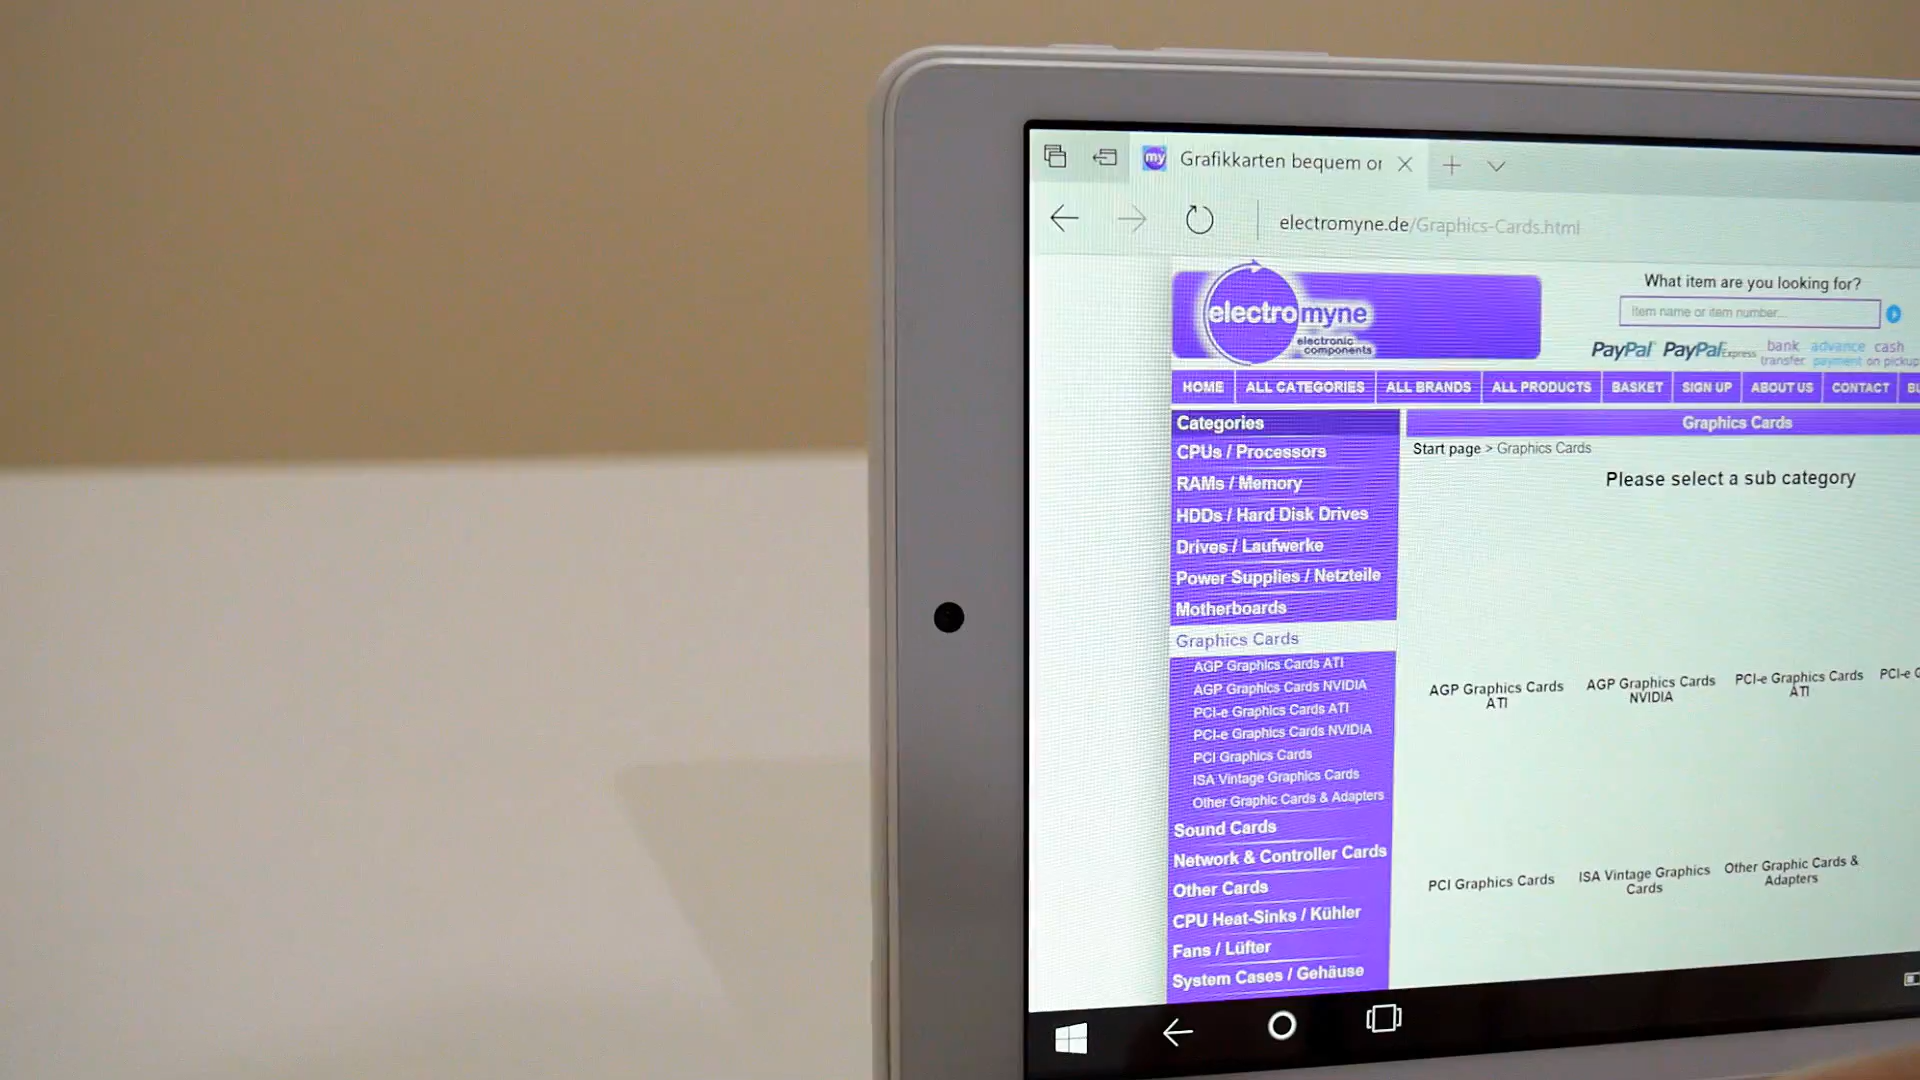 my Grafikkarten bequem or
electromyne.de/Graphics-Cards.html
electromyne
electronic
components
What item are you looking for?
Item name or item number...
PayPal PayPal Express bank transfer advance payment cash on pickup
HOME ALL CATEGORIES ALL BRANDS ALL PRODUCTS BASKET SIGN UP ABOUT US CONTACT
Categories
CPUs / Processors
RAMs / Memory
HDDs / Hard Disk Drives
Drives / Laufwerke
Power Supplies / Netzteile
Motherboards
Graphics Cards
AGP Graphics Cards ATI
AGP Graphics Cards NVIDIA
PCI-e Graphics Cards ATI
PCI-e Graphics Cards NVIDIA
PCI Graphics Cards
ISA Vintage Graphics Cards
Other Graphic Cards & Adapters
Sound Cards
Network & Controller Cards
Other Cards
CPU Heat-Sinks / Kühler
Fans / Lüfter
System Cases / Gehäuse
Graphics Cards
Start page > Graphics Cards
Please select a sub category
AGP Graphics Cards
ATI
AGP Graphics Cards
NVIDIA
PCI-e Graphics Cards
ATI
PCI-e
PCI Graphics Cards
ISA Vintage Graphics
Cards
Other Graphic Cards &
Adapters